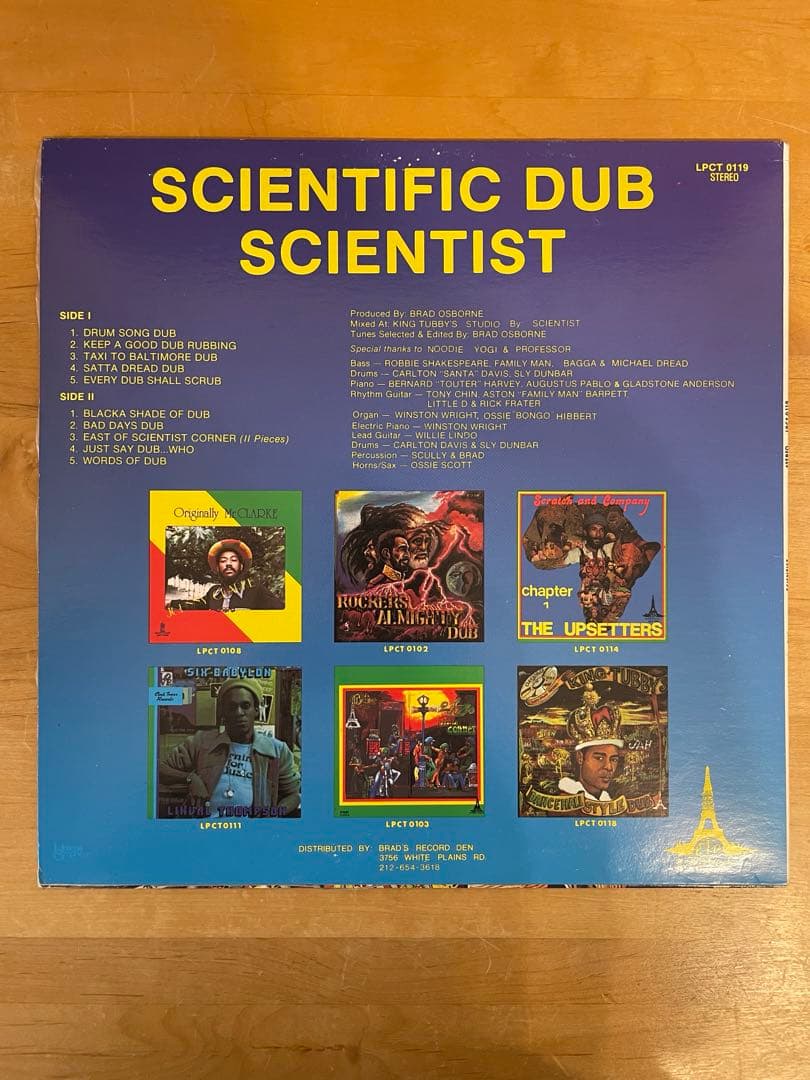 SCIENTIFIC DUB
SCIENTIST
LPCT 0119
STEREO
SIDE I
1. DRUM SONG DUB
2. KEEP A GOOD DUB RUBBING
3. TAXI TO BALTIMORE DUB
4. SATTA DREAD DUB
5. EVERY DUB SHALL SCRUB
SIDE II
1. BLACKA SHADE OF DUB
2. BAD DAYS DUB
3. EAST OF SCIENTIST CORNER (II Pieces)
4. JUST SAY DUB...WHO
5. WORDS OF DUB
Produced By: BRAD OSBORNE
Mixed At: KING TUBBY'S STUDIO By SCIENTIST
Tunes Selected & Edited By: BRAD OSBORNE
Special thanks to NOODIE YOGI & PROFESSOR
Bass — ROBBIE SHAKESPEARE, FAMILY MAN, BAGGA & MICHAEL DREAD
Drums — CARLTON "SANTA" DAVIS, SLY DUNBAR
Piano — BERNARD "TOUTER" HARVEY, AUGUSTUS PABLO & GLADSTONE ANDERSON
Rhythm Guitar — TONY CHIN, ASTON "FAMILY MAN" BARRETT,
LITTLE D & RICK FRATER
Organ — WINSTON WRIGHT, OSSIE "BONGO" HIBBERT
Electric Piano — WINSTON WRIGHT
Lead Guitar — WILLIE LINDO
Drums — CARLTON DAVIS & SLY DUNBAR
Percussion — SCULLY & BRAD
Horns/Sax — OSSIE SCOTT
Originally Mr. CLARKE
LPCT 0108
ROCKERS
ALMIGHTY
DUB
LPCT 0102
Scratch and Company
chapter
1
THE UPSETTERS
LPCT 0114
SIX BABYLON
LINVAL THOMPSON
LPCT0111
CORNER
LPCT0103
KING TUBBY'S
JAH
DANCEHALL STYLE DUB
LPCT 0118
DISTRIBUTED BY: BRAD'S RECORD DEN
3756 WHITE PLAINS RD.
212-654-3618